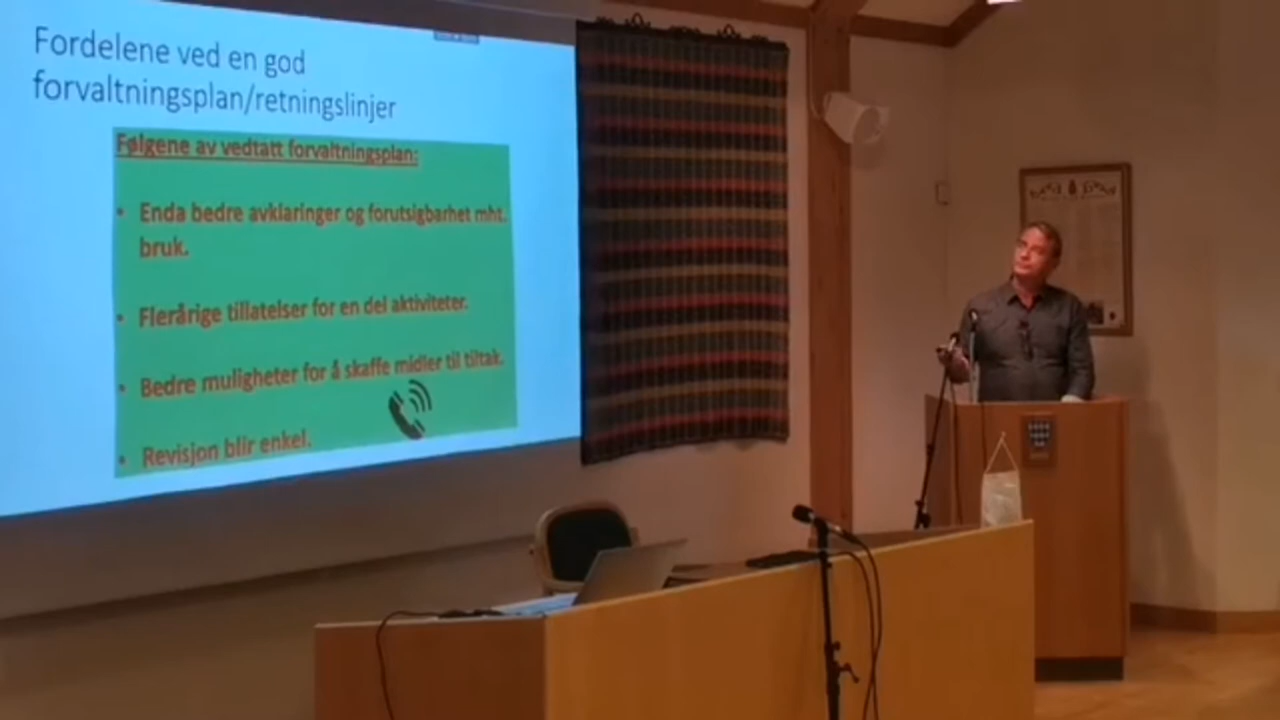 Fordelene ved en god
forvaltningsplan/retningslinjer
Følgene av vedtatt forvaltningsplan:
• Enda bedre avklaringer og forutsigbarhet mht.
bruk.
• Flerårige tillatelser for en del aktiviteter.
• Bedre muligheter for å skaffe midler til tiltak.
• Revisjon blir enkel.